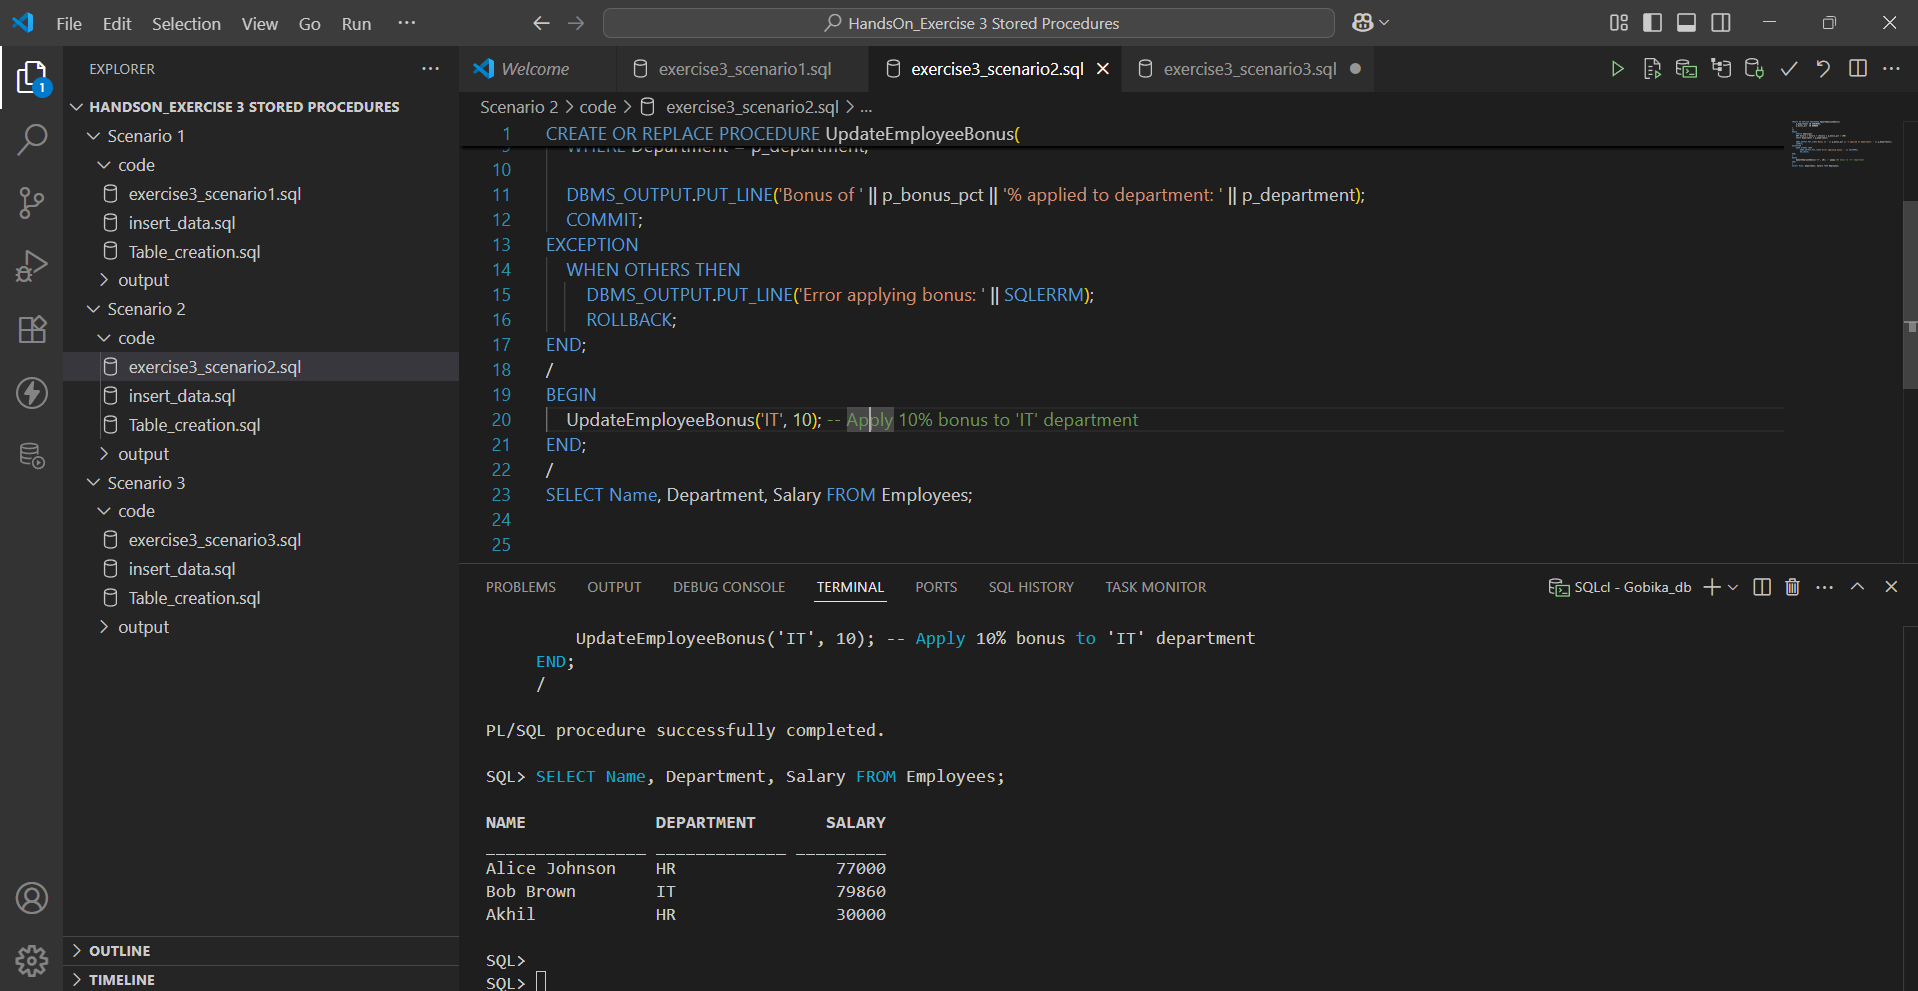 File Edit Selection View Go Run ···
HandsOn_Exercise 3 Stored Procedures
EXPLORER
HANDSON_EXERCISE 3 STORED PROCEDURES
Scenario 1
code
exercise3_scenario1.sql
insert_data.sql
Table_creation.sql
output
Scenario 2
code
exercise3_scenario2.sql
insert_data.sql
Table_creation.sql
output
Scenario 3
code
exercise3_scenario3.sql
insert_data.sql
Table_creation.sql
output
OUTLINE
TIMELINE
1
Welcome exercise3_scenario1.sql exercise3_scenario2.sql exercise3_scenario3.sql
Scenario 2 > code > exercise3_scenario2.sql > ...
1 CREATE OR REPLACE PROCEDURE UpdateEmployeeBonus(
9 WHERE Department = p_department;
10
11 DBMS_OUTPUT.PUT_LINE('Bonus of ' || p_bonus_pct || '% applied to department: ' || p_department);
12 COMMIT;
13 EXCEPTION
14 WHEN OTHERS THEN
15 DBMS_OUTPUT.PUT_LINE('Error applying bonus: ' || SQLERRM);
16 ROLLBACK;
17 END;
18 /
19 BEGIN
20 UpdateEmployeeBonus('IT', 10); -- Apply 10% bonus to 'IT' department
21 END;
22 /
23 SELECT Name, Department, Salary FROM Employees;
24
25
PROBLEMS OUTPUT DEBUG CONSOLE TERMINAL PORTS SQL HISTORY TASK MONITOR
SQLcl - Gobika_db
UpdateEmployeeBonus('IT', 10); -- Apply 10% bonus to 'IT' department
END;
/
PL/SQL procedure successfully completed.
SQL> SELECT Name, Department, Salary FROM Employees;
NAME DEPARTMENT SALARY
________________ _____________ _________
Alice Johnson HR 77000
Bob Brown IT 79860
Akhil HR 30000
SQL>
SQL>